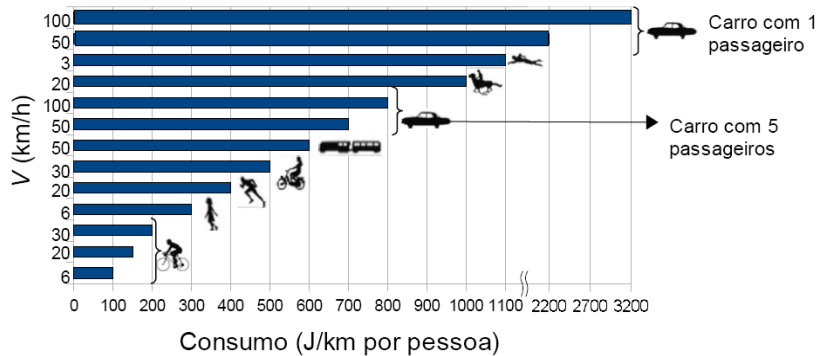 100
50
3
20
100
50
50
30
20
6
30
20
6
V (km/h)
0 100 200 300 400 500 600 700 800 900 1000 1100 2200 2700 3200
Consumo (J/km por pessoa)
Carro com 1
passageiro
Carro com 5
passageiros